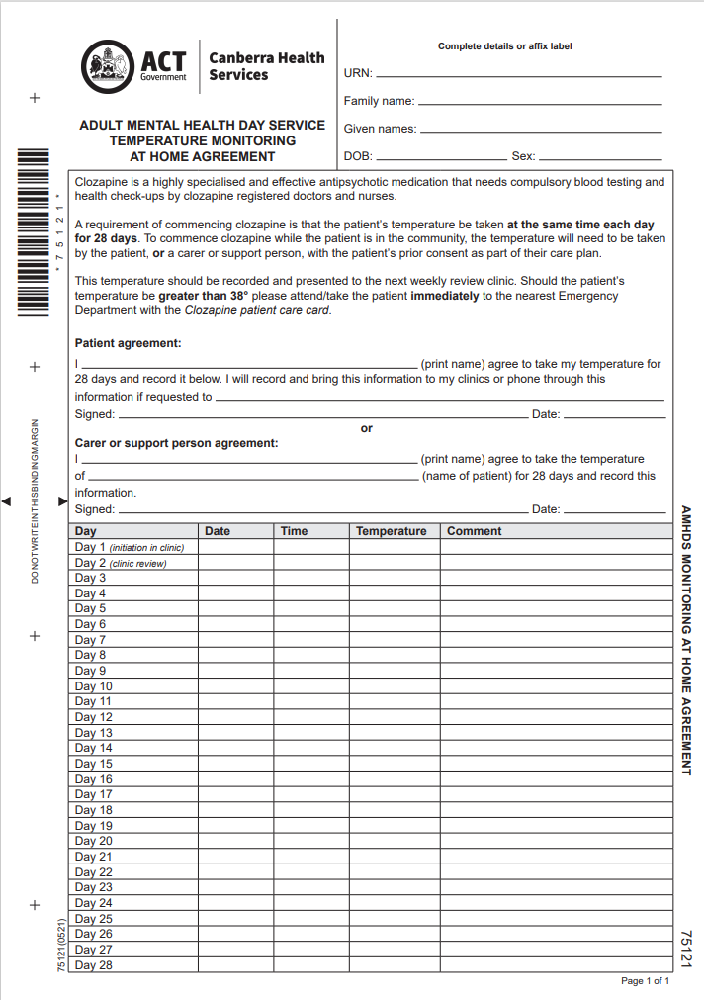 ACT
Government
Canberra Health
Services
Complete details or affix label
URN:
Family name:
Given names:
DOB: Sex:
ADULT MENTAL HEALTH DAY SERVICE
TEMPERATURE MONITORING
AT HOME AGREEMENT
*75121*
Clozapine is a highly specialised and effective antipsychotic medication that needs compulsory blood testing and
health check-ups by clozapine registered doctors and nurses.
A requirement of commencing clozapine is that the patient's temperature be taken at the same time each day
for 28 days. To commence clozapine while the patient is in the community, the temperature will need to be taken
by the patient, or a carer or support person, with the patient's prior consent as part of their care plan.
This temperature should be recorded and presented to the next weekly review clinic. Should the patient's
temperature be greater than 38° please attend/take the patient immediately to the nearest Emergency
Department with the Clozapine patient care card.
Patient agreement:
I (print name) agree to take my temperature for
28 days and record it below. I will record and bring this information to my clinics or phone through this
information if requested to
Signed: Date:
or
Carer or support person agreement:
I (print name) agree to take the temperature
of (name of patient) for 28 days and record this
information.
Signed: Date:
Day Date Time Temperature Comment
Day 1 (initiation in clinic)
Day 2 (clinic review)
Day 3
Day 4
Day 5
Day 6
Day 7
Day 8
Day 9
Day 10
Day 11
Day 12
Day 13
Day 14
Day 15
Day 16
Day 17
Day 18
Day 19
Day 20
Day 21
Day 22
Day 23
Day 24
Day 25
Day 26
Day 27
Day 28
DO NOT WRITE IN THIS BINDING MARGIN
75121(0521)
AMHDS MONITORING AT HOME AGREEMENT
75121
Page 1 of 1